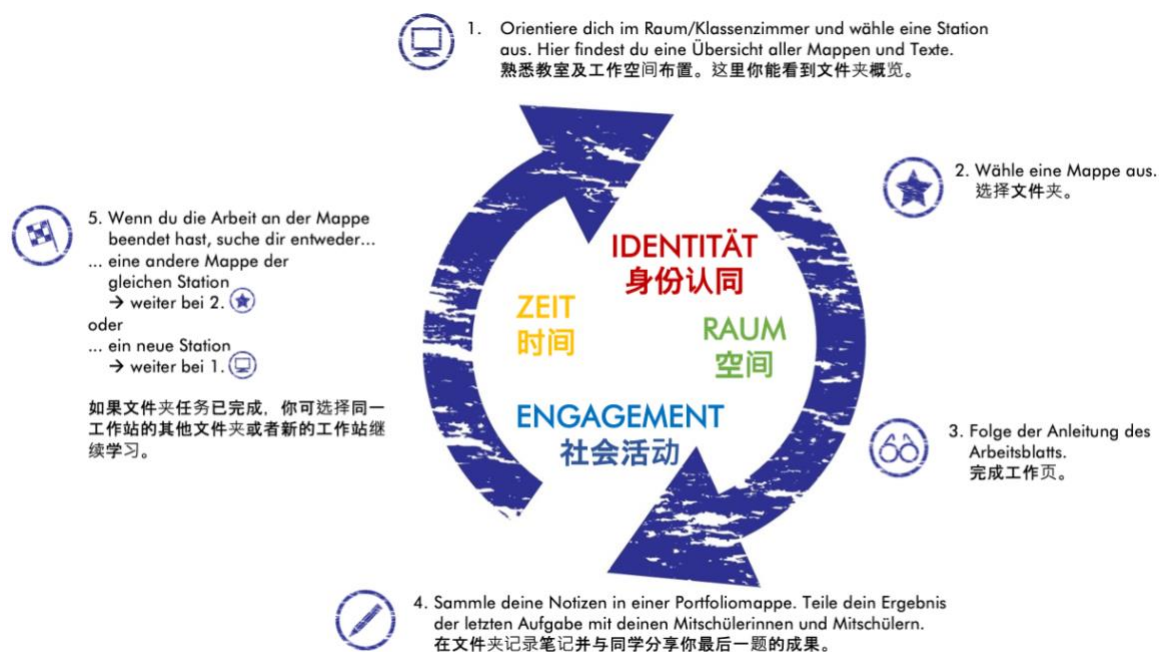 1. Orientiere dich im Raum/Klassenzimmer und wähle eine Station
aus. Hier findest du eine Übersicht aller Mappen und Texte.
熟悉教室及工作空间布置。这里你能看到文件夹概览。
2. Wähle eine Mappe aus.
选择文件夹。
3. Folge der Anleitung des
Arbeitsblatts.
完成工作页。
4. Sammle deine Notizen in einer Portfoliomappe. Teile dein Ergebnis
der letzten Aufgabe mit deinen Mitschülerinnen und Mitschülern.
在文件夹记录笔记并与同学分享你最后一题的成果。
5. Wenn du die Arbeit an der Mappe
beendet hast, suche dir entweder...
... eine andere Mappe der
gleichen Station
→ weiter bei 2.
oder
... ein neue Station
→ weiter bei 1.
如果文件夹任务已完成，你可选择同一
工作站的其他文件夹或者新的工作站继
续学习。
IDENTITÄT
身份认同
ZEIT
时间
RAUM
空间
ENGAGEMENT
社会活动